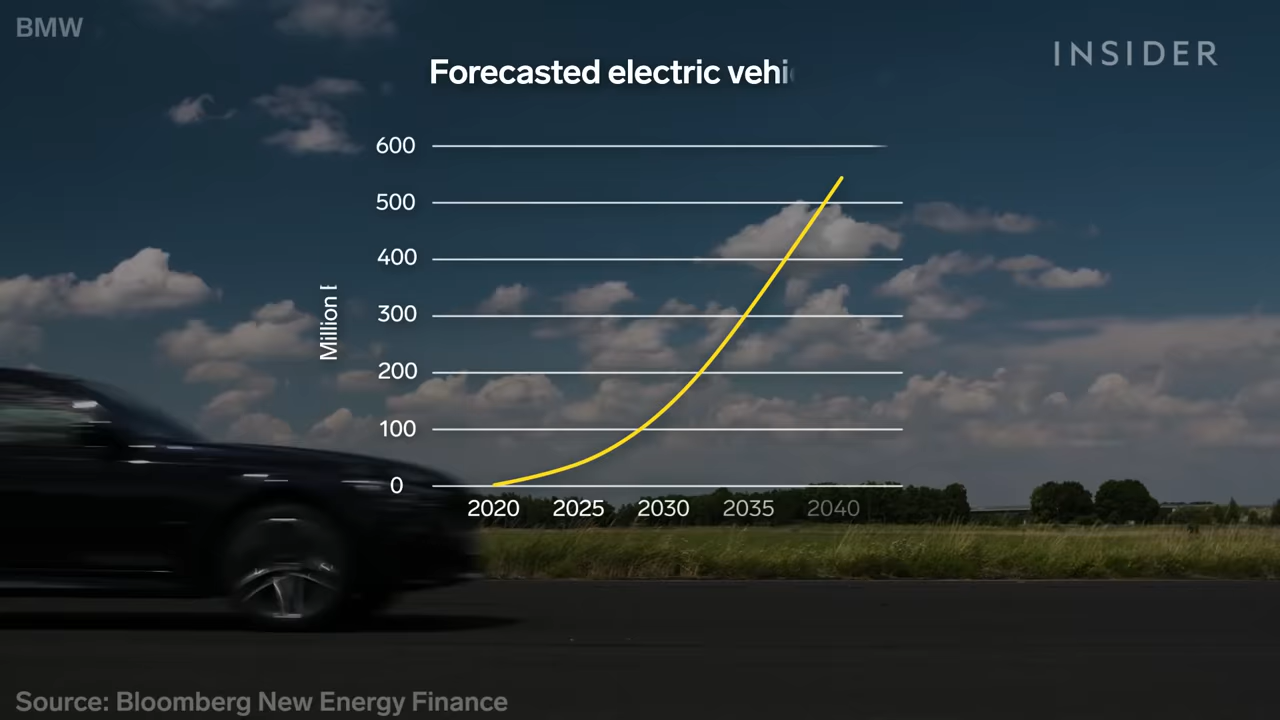 BMW
INSIDER
Forecasted electric vehi
600
500
400
300
200
100
0
Million
2020 2025 2030 2035 2040
Source: Bloomberg New Energy Finance